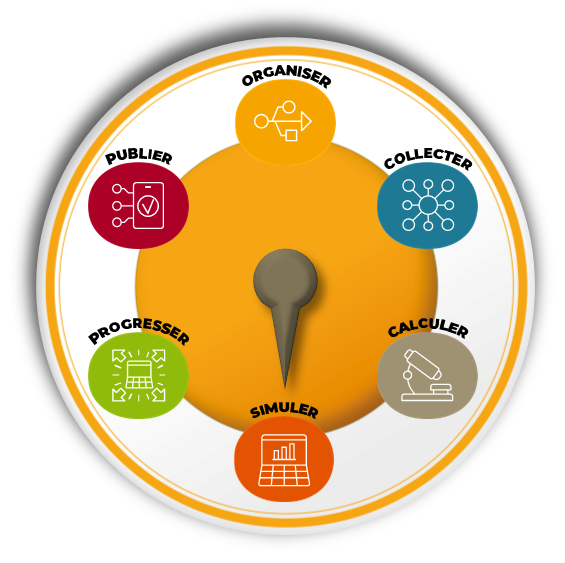 ORGANISER
COLLECTER
CALCULER
SIMULER
PROGRESSER
PUBLIER